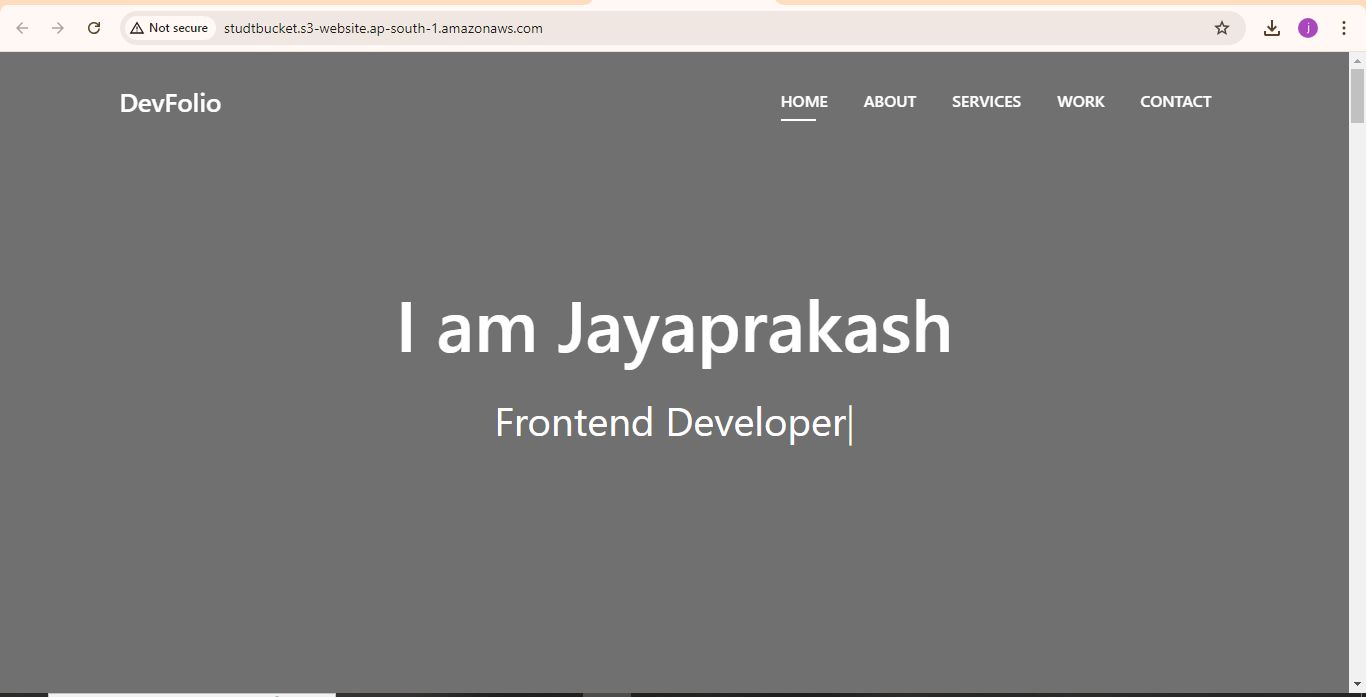 Not secure studtbucket.s3-website.ap-south-1.amazonaws.com j
DevFolio HOME ABOUT SERVICES WORK CONTACT
I am Jayaprakash
Frontend Developer